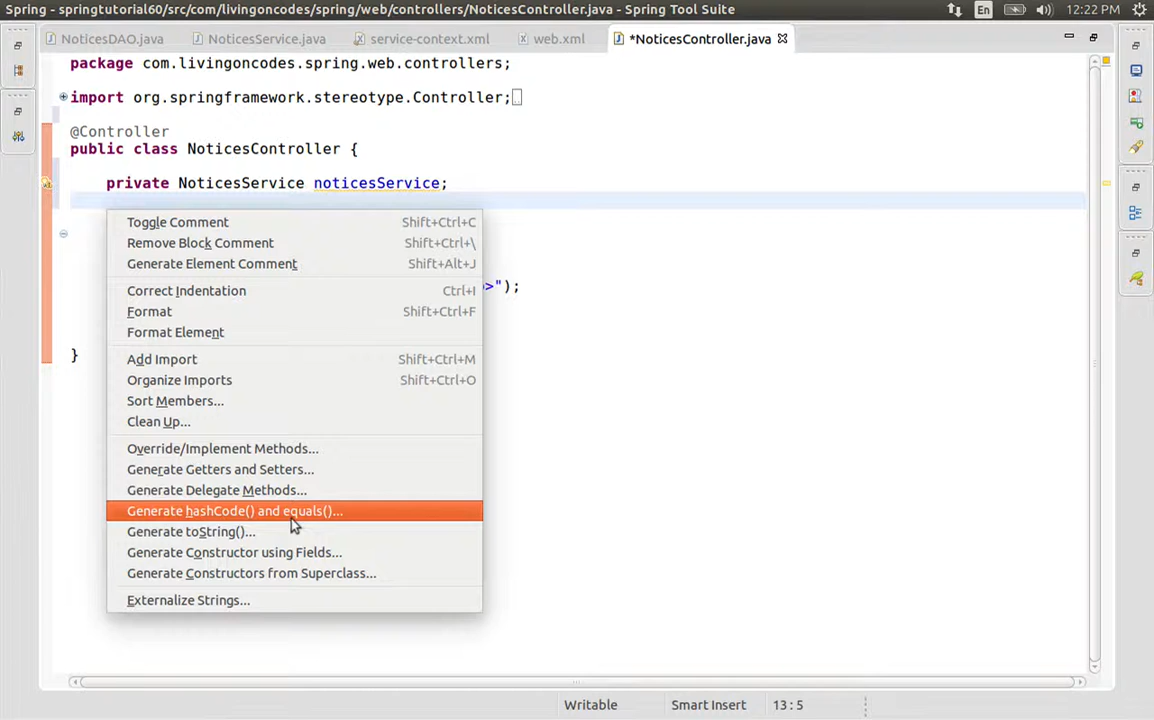 Spring - springtutorial60/src/com/livingoncodes/spring/web/controllers/NoticesController.java - Spring Tool Suite
En
12:22 PM
NoticesDAO.java
NoticesService.java
service-context.xml
web.xml
*NoticesController.java
package com.livingoncodes.spring.web.controllers;
import org.springframework.stereotype.Controller;
@Controller
public class NoticesController {
private NoticesService noticesService;
>");
}
Toggle Comment Shift+Ctrl+C
Remove Block Comment Shift+Ctrl+\
Generate Element Comment Shift+Alt+J
Correct Indentation Ctrl+I
Format Shift+Ctrl+F
Format Element
Add Import Shift+Ctrl+M
Organize Imports Shift+Ctrl+O
Sort Members...
Clean Up...
Override/Implement Methods...
Generate Getters and Setters...
Generate Delegate Methods...
Generate hashCode() and equals()...
Generate toString()...
Generate Constructor using Fields...
Generate Constructors from Superclass...
Externalize Strings...
Writable
Smart Insert
13 : 5